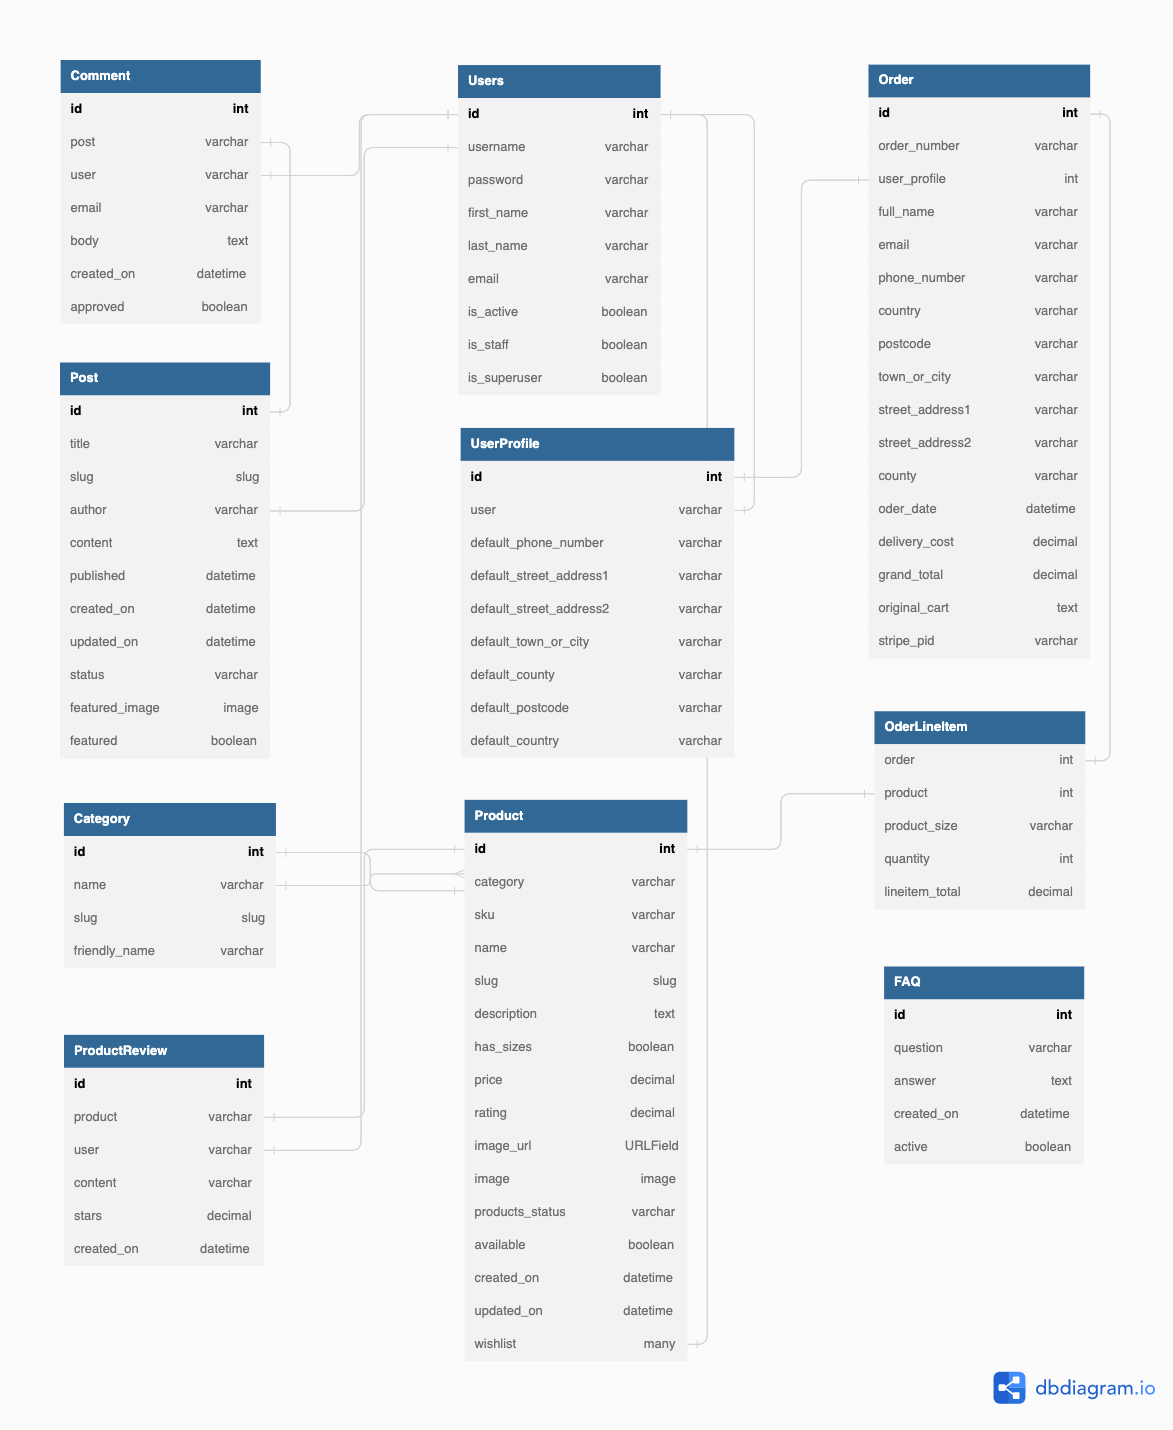 Comment
id int
post varchar
user varchar
email varchar
body text
created_on datetime
approved boolean
Post
id int
title varchar
slug slug
author varchar
content text
published datetime
created_on datetime
updated_on datetime
status varchar
featured_image image
featured boolean
Category
id int
name varchar
slug slug
friendly_name varchar
ProductReview
id int
product varchar
user varchar
content varchar
stars decimal
created_on datetime
Users
id int
username varchar
password varchar
first_name varchar
last_name varchar
email varchar
is_active boolean
is_staff boolean
is_superuser boolean
UserProfile
id int
user varchar
default_phone_number varchar
default_street_address1 varchar
default_street_address2 varchar
default_town_or_city varchar
default_county varchar
default_postcode varchar
default_country varchar
Product
id int
category varchar
sku varchar
name varchar
slug slug
description text
has_sizes boolean
price decimal
rating decimal
image_url URLField
image image
products_status varchar
available boolean
created_on datetime
updated_on datetime
wishlist many
Order
id int
order_number varchar
user_profile int
full_name varchar
email varchar
phone_number varchar
country varchar
postcode varchar
town_or_city varchar
street_address1 varchar
street_address2 varchar
county varchar
oder_date datetime
delivery_cost decimal
grand_total decimal
original_cart text
stripe_pid varchar
OderLineItem
order int
product int
product_size varchar
quantity int
lineitem_total decimal
FAQ
id int
question varchar
answer text
created_on datetime
active boolean
dbdiagram.io